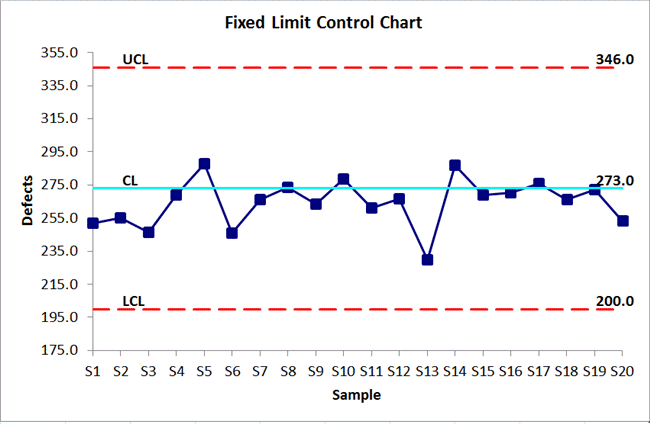 Fixed Limit Control Chart
355.0
335.0
315.0
295.0
275.0
255.0
235.0
215.0
195.0
175.0
Defects
UCL 346.0
CL 273.0
LCL 200.0
S1 S2 S3 S4 S5 S6 S7 S8 S9 S10 S11 S12 S13 S14 S15 S16 S17 S18 S19 S20
Sample